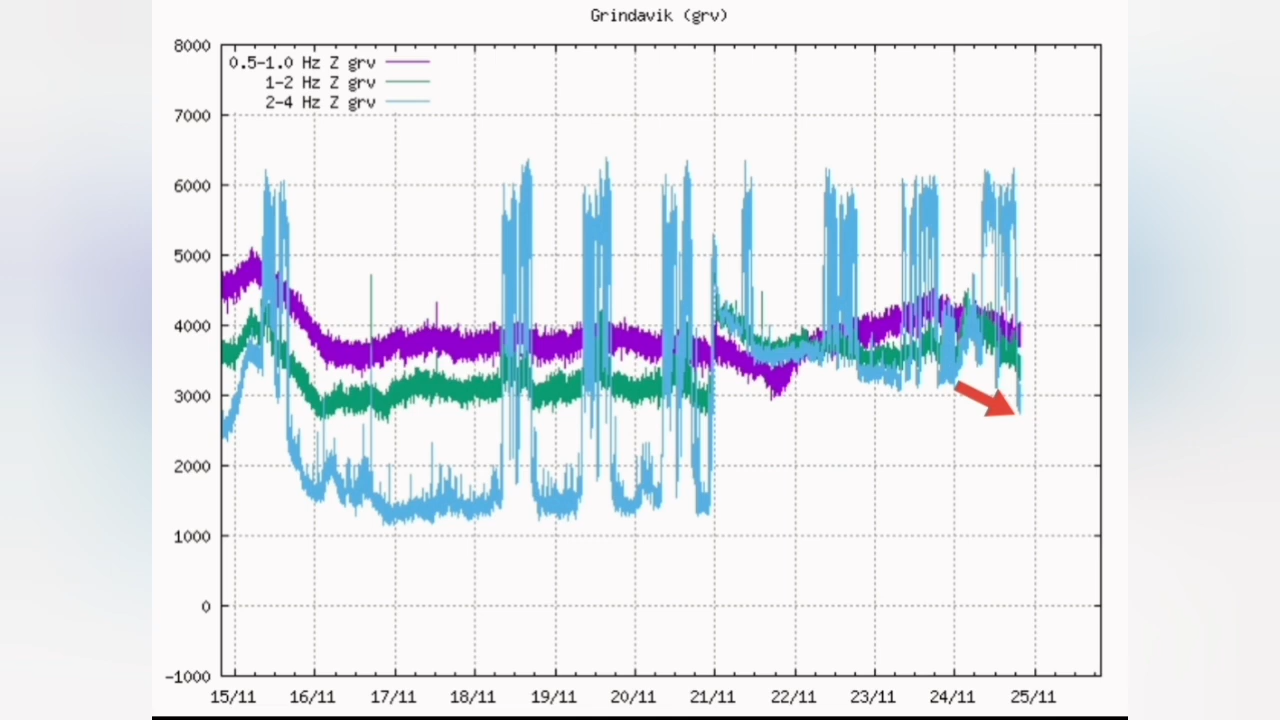 Grindavik (grv)
8000
0.5-1.0 Hz Z grv
1-2 Hz Z grv
2-4 Hz Z grv
7000
6000
5000
4000
3000
2000
1000
0
-1000
15/11 16/11 17/11 18/11 19/11 20/11 21/11 22/11 23/11 24/11 25/11